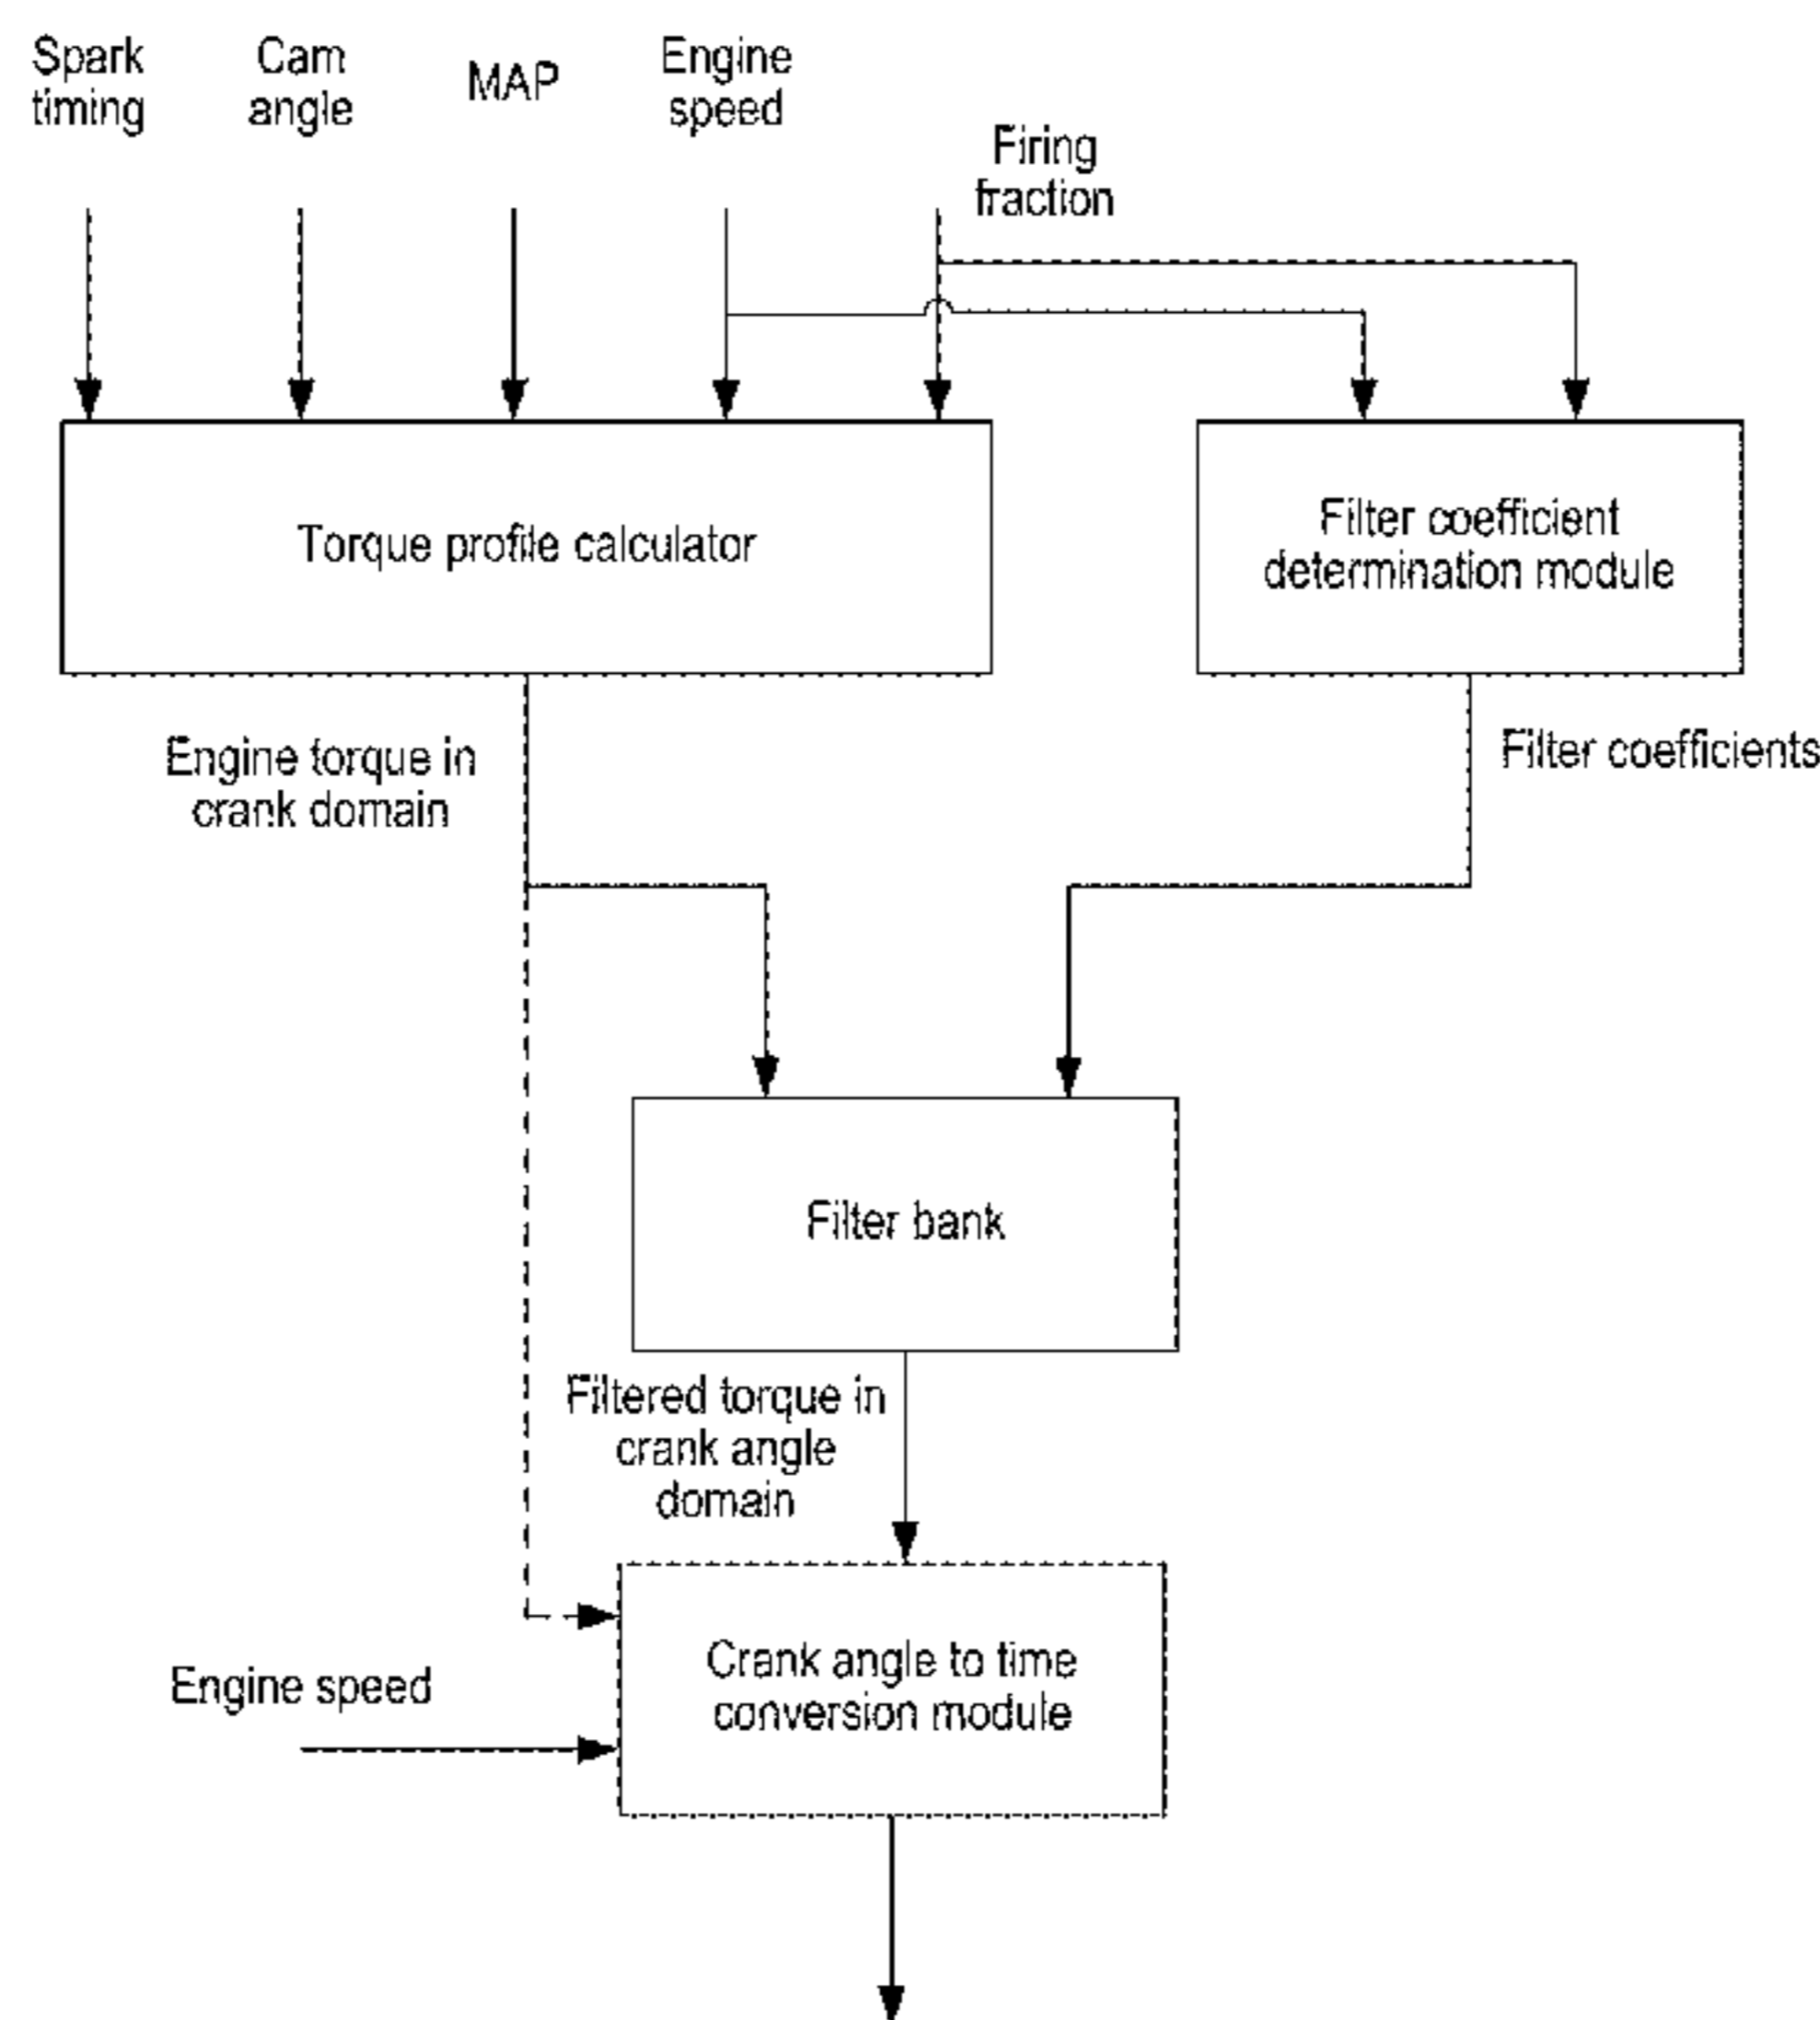 Spark
timing
Cam
angle
MAP
Engine
speed
Firing
fraction
Torque profile calculator
Filter coefficient
determination module
Engine torque in
crank domain
Filter coefficients
Filter bank
Filtered torque in
crank angle
domain
Crank angle to time
conversion module
Engine speed